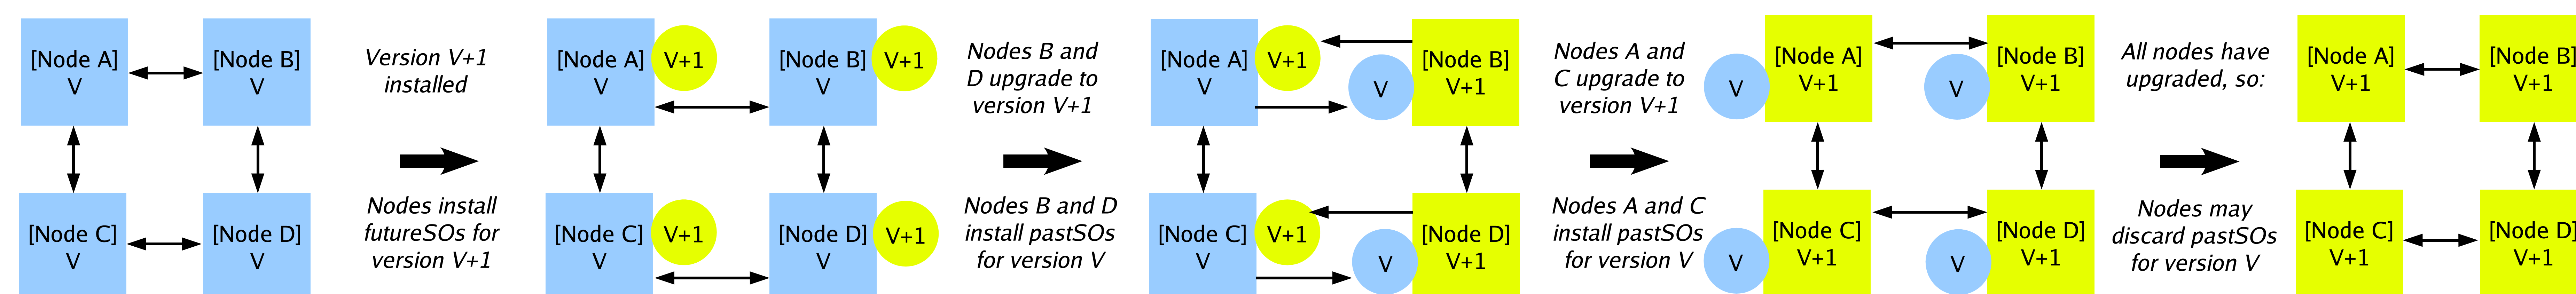 [Node A]
V
[Node B]
V
[Node C]
V
[Node D]
V
Version V+1
installed
Nodes install
futureSOs for
version V+1
[Node A]
V
V+1
[Node B]
V
V+1
[Node C]
V
V+1
[Node D]
V
V+1
Nodes B and
D upgrade to
version V+1
Nodes B and D
install pastSOs
for version V
[Node A]
V
V+1
V
[Node B]
V+1
[Node C]
V
V+1
V
[Node D]
V+1
Nodes A and
C upgrade to
version V+1
Nodes A and C
install pastSOs
for version V
V
[Node A]
V+1
V
[Node B]
V+1
V
[Node C]
V+1
V
[Node D]
V+1
All nodes have
upgraded, so:
Nodes may
discard pastSOs
for version V
[Node A]
V+1
[Node B]
V+1
[Node C]
V+1
[Node D]
V+1